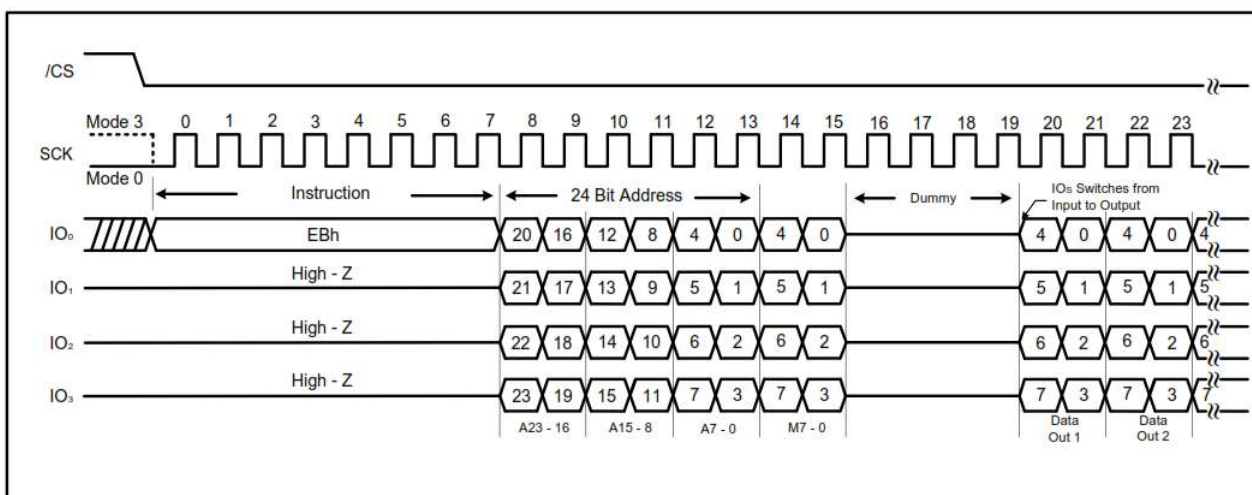 /CS
Mode 3 0 1 2 3 4 5 6 7 8 9 10 11 12 13 14 15 16 17 18 19 20 21 22 23
SCK
Mode 0
Instruction 24 Bit Address Dummy IOs Switches from
Input to Output
IO₀ EBh 20 16 12 8 4 0 4 0 4 0 4 0 4
High - Z
IO₁ 21 17 13 9 5 1 5 1 5 1 5 1 5
High - Z
IO₂ 22 18 14 10 6 2 6 2 6 2 6 2 6
High - Z
IO₃ 23 19 15 11 7 3 7 3 7 3 7 3 7
A23 - 16 A15 - 8 A7 - 0 M7 - 0 Data Data
Out 1 Out 2